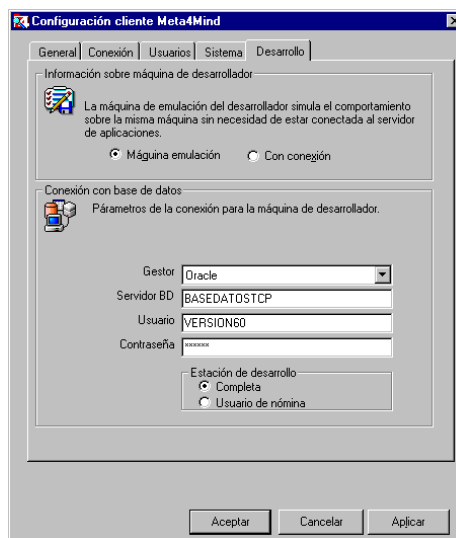 Configuración cliente Meta4Mind
General Conexión Usuarios Sistema Desarrollo
Información sobre máquina de desarrollador
La máquina de emulación del desarrollador simula el comportamiento
sobre la misma máquina sin necesidad de estar conectada al servidor
de aplicaciones.
Máquina emulación Con conexión
Conexión con base de datos
Párametros de la conexión para la máquina de desarrollador.
Gestor Oracle
Servidor BD BASEDATOSTCP
Usuario VERSION60
Contraseña ******
Estación de desarrollo
Completa
Usuario de nómina
Aceptar Cancelar Aplicar